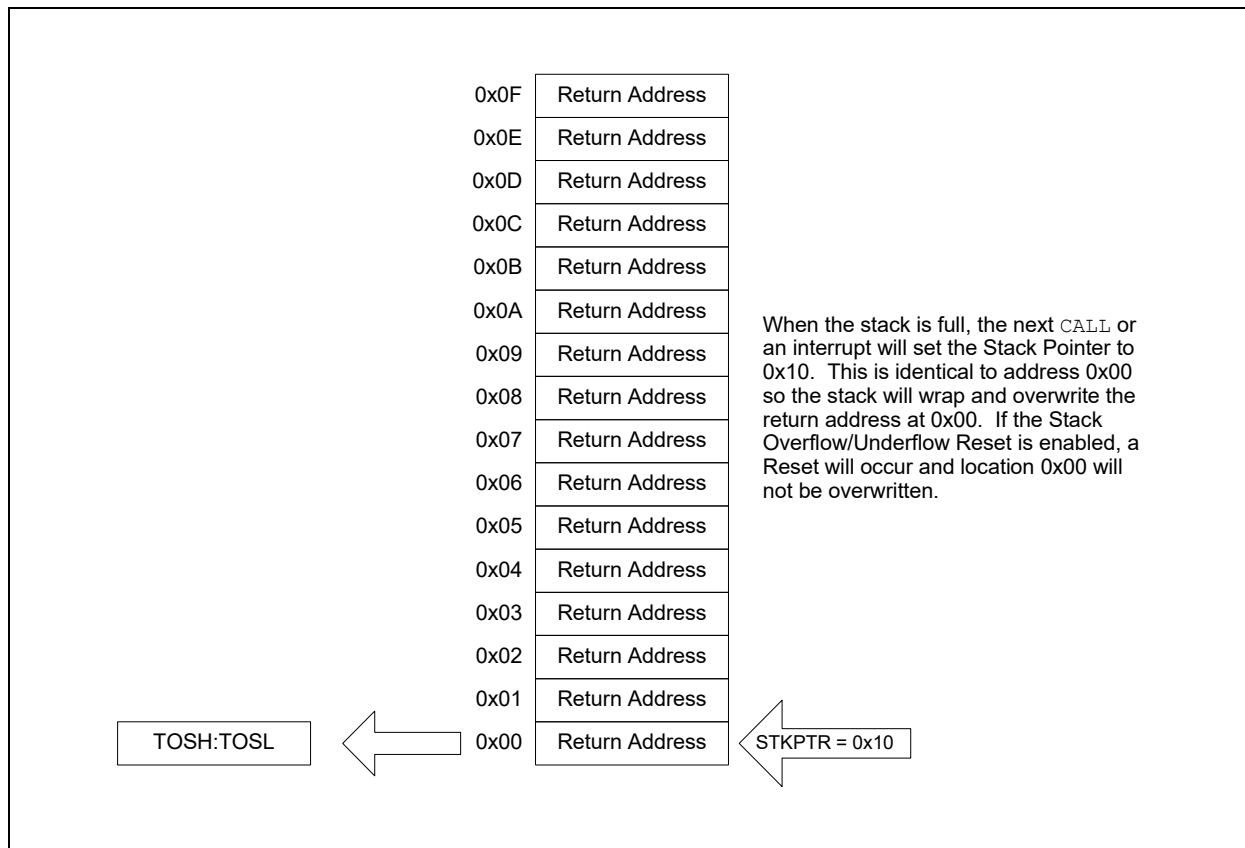 0x0F Return Address
0x0E Return Address
0x0D Return Address
0x0C Return Address
0x0B Return Address
0x0A Return Address
0x09 Return Address
0x08 Return Address
0x07 Return Address
0x06 Return Address
0x05 Return Address
0x04 Return Address
0x03 Return Address
0x02 Return Address
0x01 Return Address
TOSH:TOSL 0x00 Return Address STKPTR = 0x10
When the stack is full, the next CALL or
an interrupt will set the Stack Pointer to
0x10. This is identical to address 0x00
so the stack will wrap and overwrite the
return address at 0x00. If the Stack
Overflow/Underflow Reset is enabled, a
Reset will occur and location 0x00 will
not be overwritten.